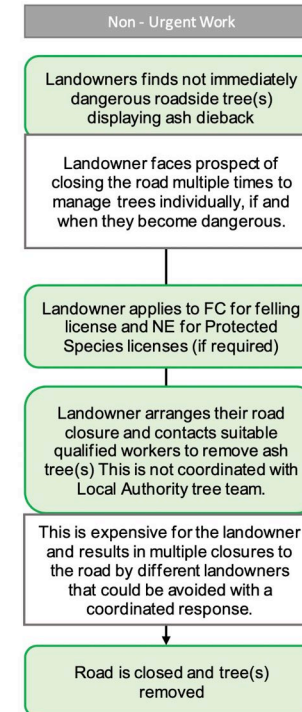 Non - Urgent Work
Landowners finds not immediately
dangerous roadside tree(s)
displaying ash dieback
Landowner faces prospect of
closing the road multiple times to
manage trees individually, if and
when they become dangerous.
Landowner applies to FC for felling
license and NE for Protected
Species licenses (if required)
Landowner arranges their road
closure and contacts suitable
qualified workers to remove ash
tree(s) This is not coordinated with
Local Authority tree team.
This is expensive for the landowner
and results in multiple closures to
the road by different landowners
that could be avoided with a
coordinated response.
Road is closed and tree(s)
removed